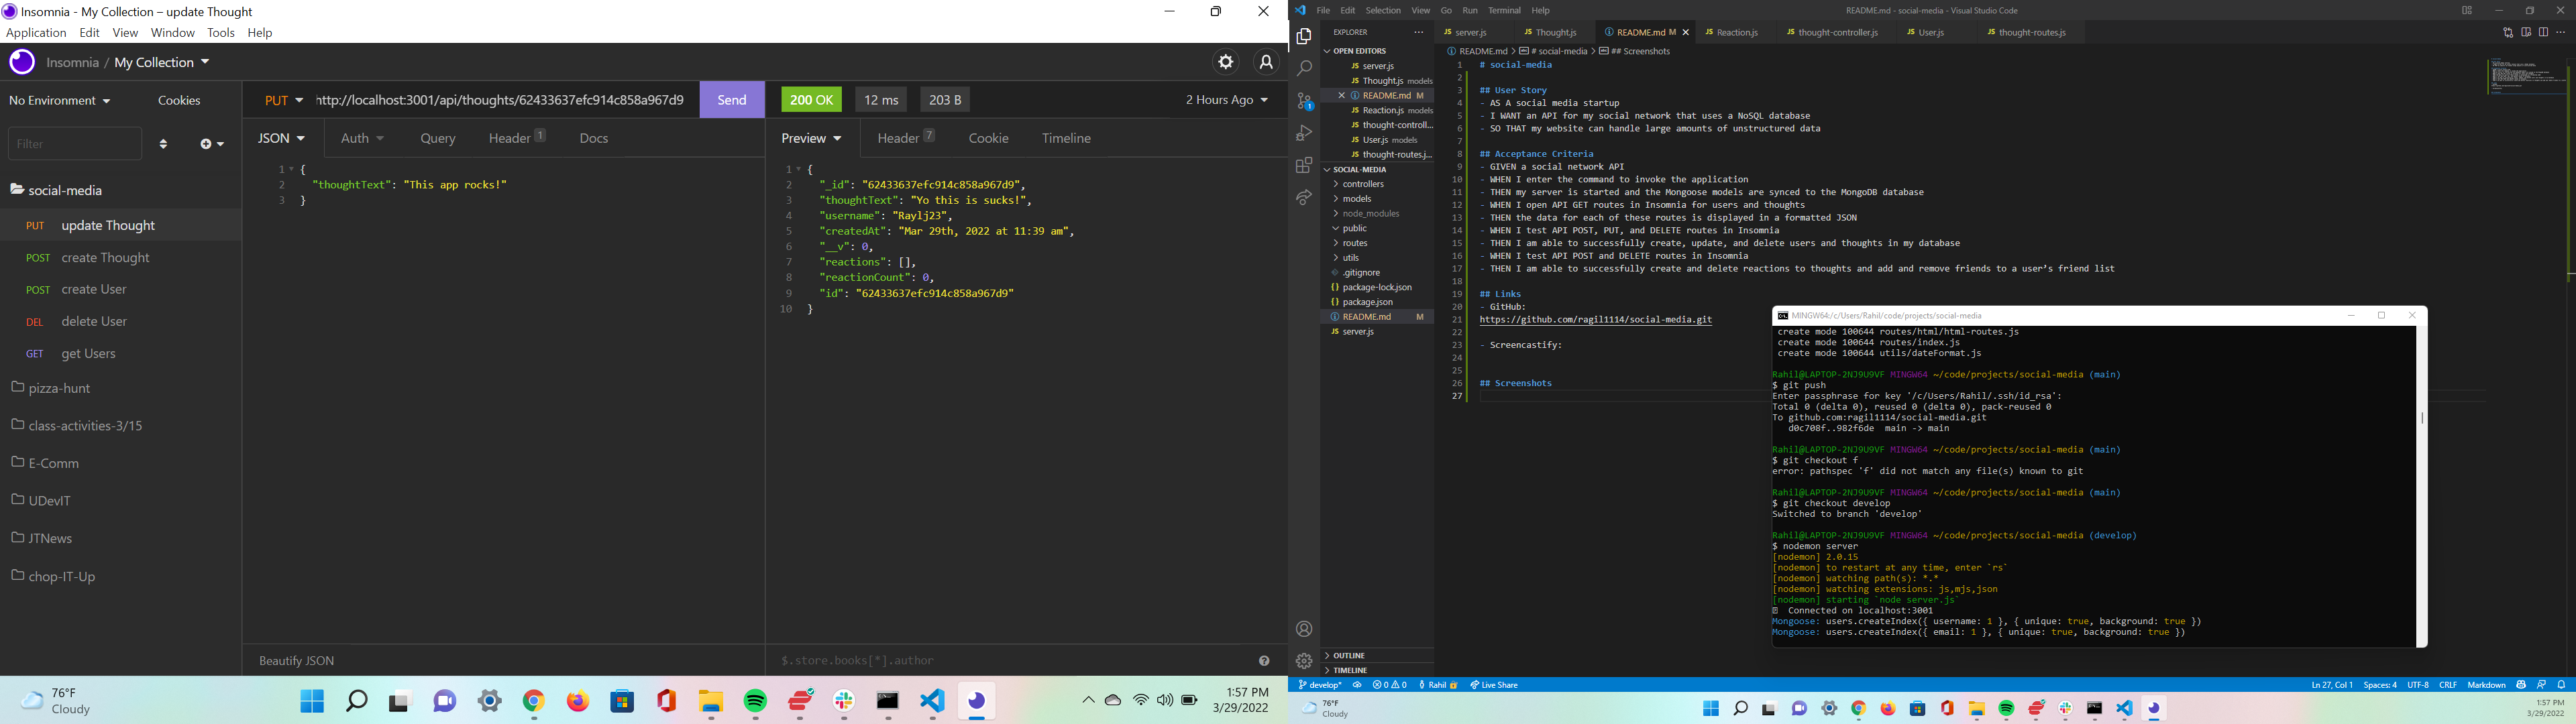 Insomnia - My Collection – update Thought
Application Edit View Window Tools Help
Insomnia / My Collection
No Environment Cookies
Filter
social-media
PUT update Thought
POST create Thought
POST create User
DEL delete User
GET get Users
pizza-hunt
class-activities-3/15
E-Comm
UDevIT
JTNews
chop-IT-Up
PUT http://localhost:3001/api/thoughts/62433637efc914c858a967d9 Send
JSON Auth Query Header 1 Docs
1 {
2 "thoughtText": "This app rocks!"
3 }
Beautify JSON
200 OK 12 ms 203 B 2 Hours Ago
Preview Header 7 Cookie Timeline
1 {
2 "_id": "62433637efc914c858a967d9",
3 "thoughtText": "Yo this is sucks!",
4 "username": "Raylj23",
5 "createdAt": "Mar 29th, 2022 at 11:39 am",
6 "__v": 0,
7 "reactions": [],
8 "reactionCount": 0,
9 "id": "62433637efc914c858a967d9"
10 }
$.store.books[*].author
76°F
Cloudy
1:57 PM
3/29/2022
File Edit Selection View Go Run Terminal Help
README.md - social-media - Visual Studio Code
EXPLORER
OPEN EDITORS
JS server.js
JS Thought.js models
README.md M
JS Reaction.js models
JS thought-controll...
JS User.js models
JS thought-routes.j...
SOCIAL-MEDIA
controllers
models
node_modules
public
routes
utils
.gitignore
package-lock.json
package.json
README.md M
JS server.js
OUTLINE
TIMELINE
JS server.js JS Thought.js README.md M JS Reaction.js JS thought-controller.js JS User.js JS thought-routes.js
README.md > # social-media > ## Screenshots
1 # social-media
2
3 ## User Story
4 - AS A social media startup
5 - I WANT an API for my social network that uses a NoSQL database
6 - SO THAT my website can handle large amounts of unstructured data
7
8 ## Acceptance Criteria
9 - GIVEN a social network API
10 - WHEN I enter the command to invoke the application
11 - THEN my server is started and the Mongoose models are synced to the MongoDB database
12 - WHEN I open API GET routes in Insomnia for users and thoughts
13 - THEN the data for each of these routes is displayed in a formatted JSON
14 - WHEN I test API POST, PUT, and DELETE routes in Insomnia
15 - THEN I am able to successfully create, update, and delete users and thoughts in my database
16 - WHEN I test API POST and DELETE routes in Insomnia
17 - THEN I am able to successfully create and delete reactions to thoughts and add and remove friends to a user’s friend list
18
19 ## Links
20 - GitHub:
21 https://github.com/ragil1114/social-media.git
22
23 - Screencastify:
24
25
26 ## Screenshots
27
MINGW64:/c/Users/Rahil/code/projects/social-media
create mode 100644 routes/html/html-routes.js
create mode 100644 routes/index.js
create mode 100644 utils/dateFormat.js
Rahil@LAPTOP-2NJ9U9VF MINGW64 ~/code/projects/social-media (main)
$ git push
Enter passphrase for key '/c/Users/Rahil/.ssh/id_rsa':
Total 0 (delta 0), reused 0 (delta 0), pack-reused 0
To github.com:ragil1114/social-media.git
d0c708f..982f6de main -> main
Rahil@LAPTOP-2NJ9U9VF MINGW64 ~/code/projects/social-media (main)
$ git checkout f
error: pathspec 'f' did not match any file(s) known to git
Rahil@LAPTOP-2NJ9U9VF MINGW64 ~/code/projects/social-media (main)
$ git checkout develop
Switched to branch 'develop'
Rahil@LAPTOP-2NJ9U9VF MINGW64 ~/code/projects/social-media (develop)
$ nodemon server
[nodemon] 2.0.15
[nodemon] to restart at any time, enter `rs`
[nodemon] watching path(s): *.*
[nodemon] watching extensions: js,mjs,json
[nodemon] starting `node server.js`
Connected on localhost:3001
Mongoose: users.createIndex({ username: 1 }, { unique: true, background: true })
Mongoose: users.createIndex({ email: 1 }, { unique: true, background: true })
develop* 0 0 Rahil Live Share Ln 27, Col 1 Spaces: 4 UTF-8 CRLF Markdown
76°F
Cloudy
1:57 PM
3/29/2022